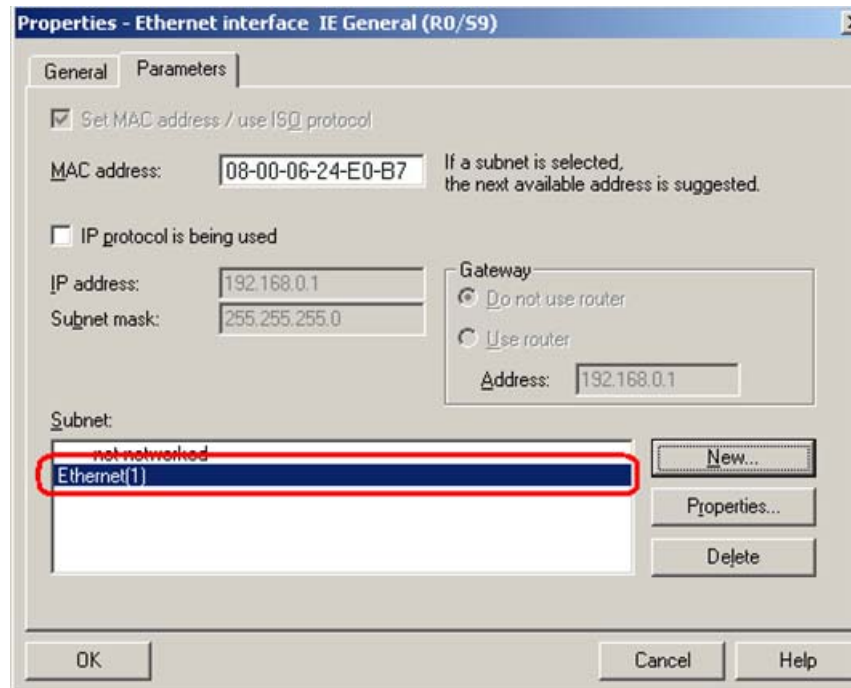 Properties - Ethernet interface IE General (R0/S9)
General
Parameters
Set MAC address / use ISO protocol
MAC address:
08-00-06-24-E0-B7
If a subnet is selected,
the next available address is suggested.
IP protocol is being used
IP address:
192.168.0.1
Subnet mask:
255.255.255.0
Gateway
Do not use router
Use router
Address:
192.168.0.1
Subnet:
--- not networked ---
Ethernet(1)
New...
Properties...
Delete
OK
Cancel
Help